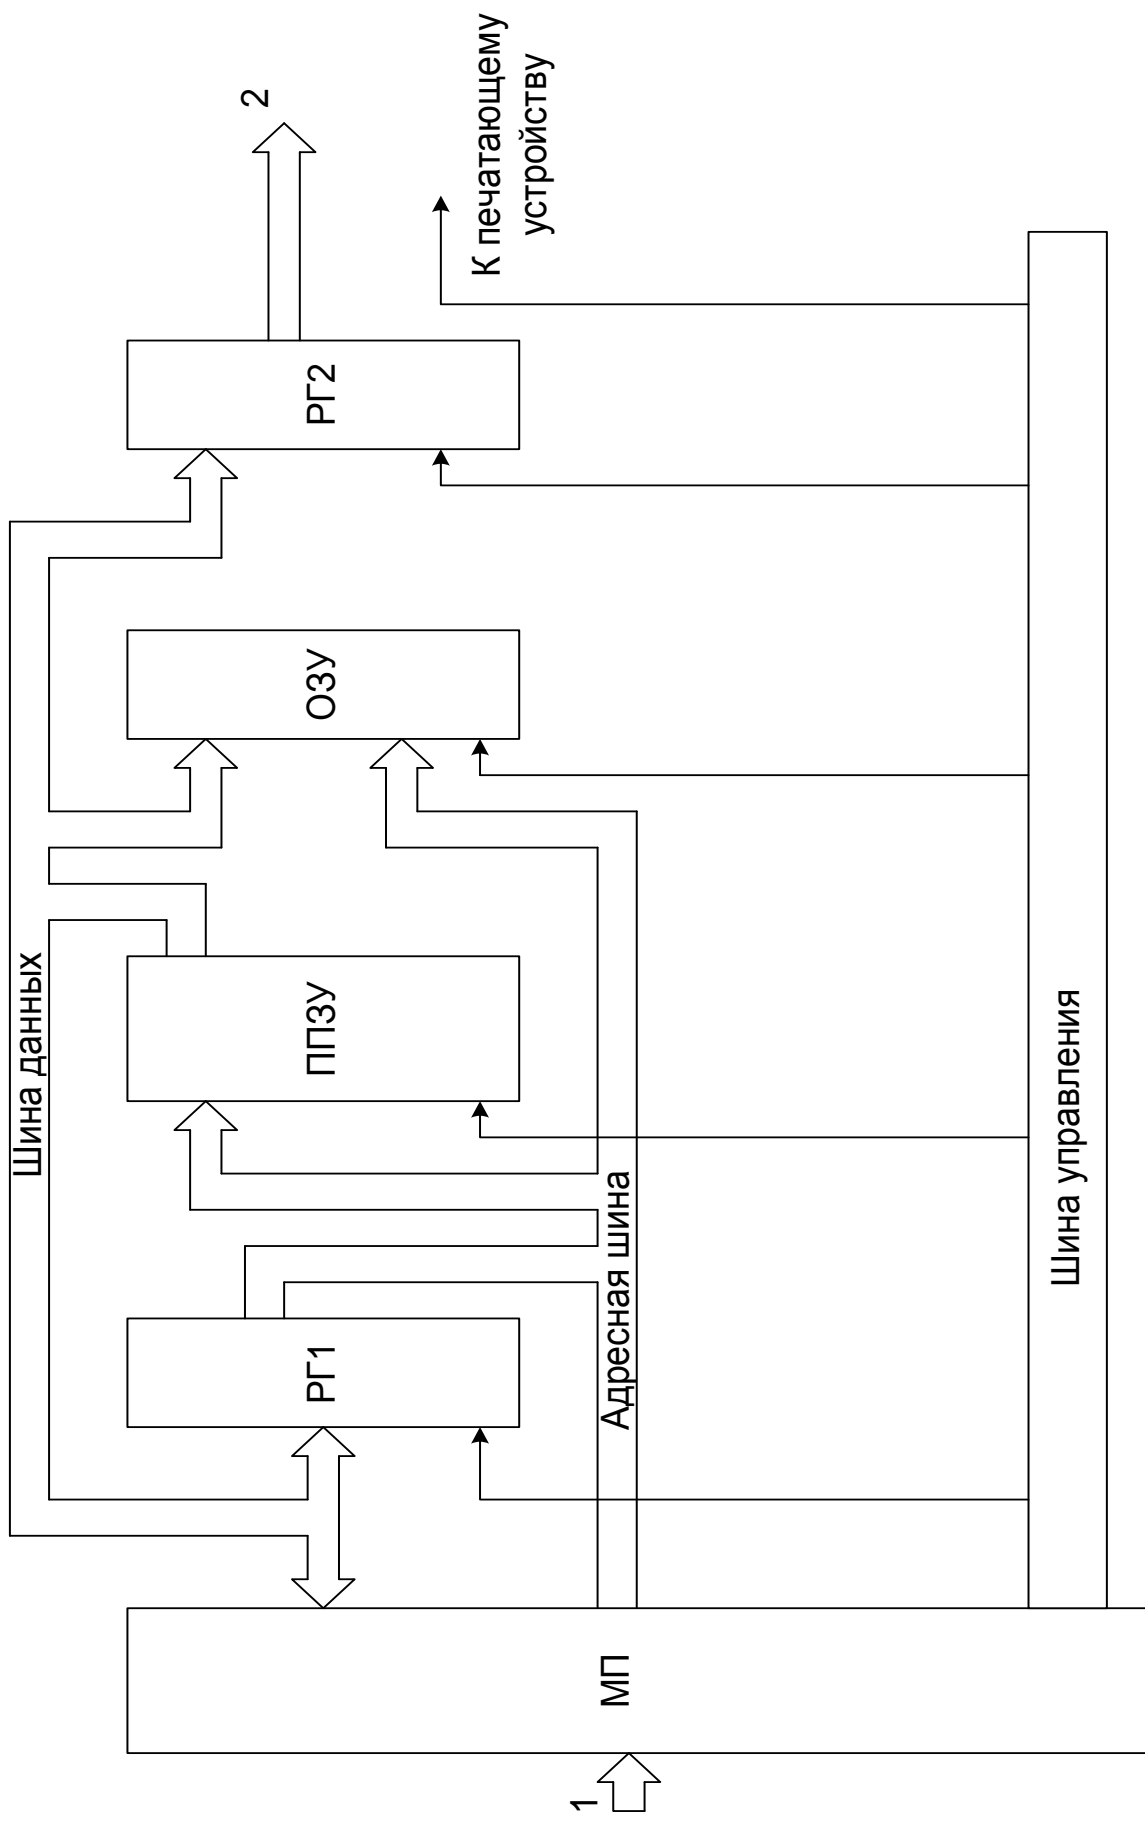 Шина данных
1
МП
РГ1
ППЗУ
ОЗУ
РГ2
2
К печатающему
устройству
Адресная шина
Шина управления